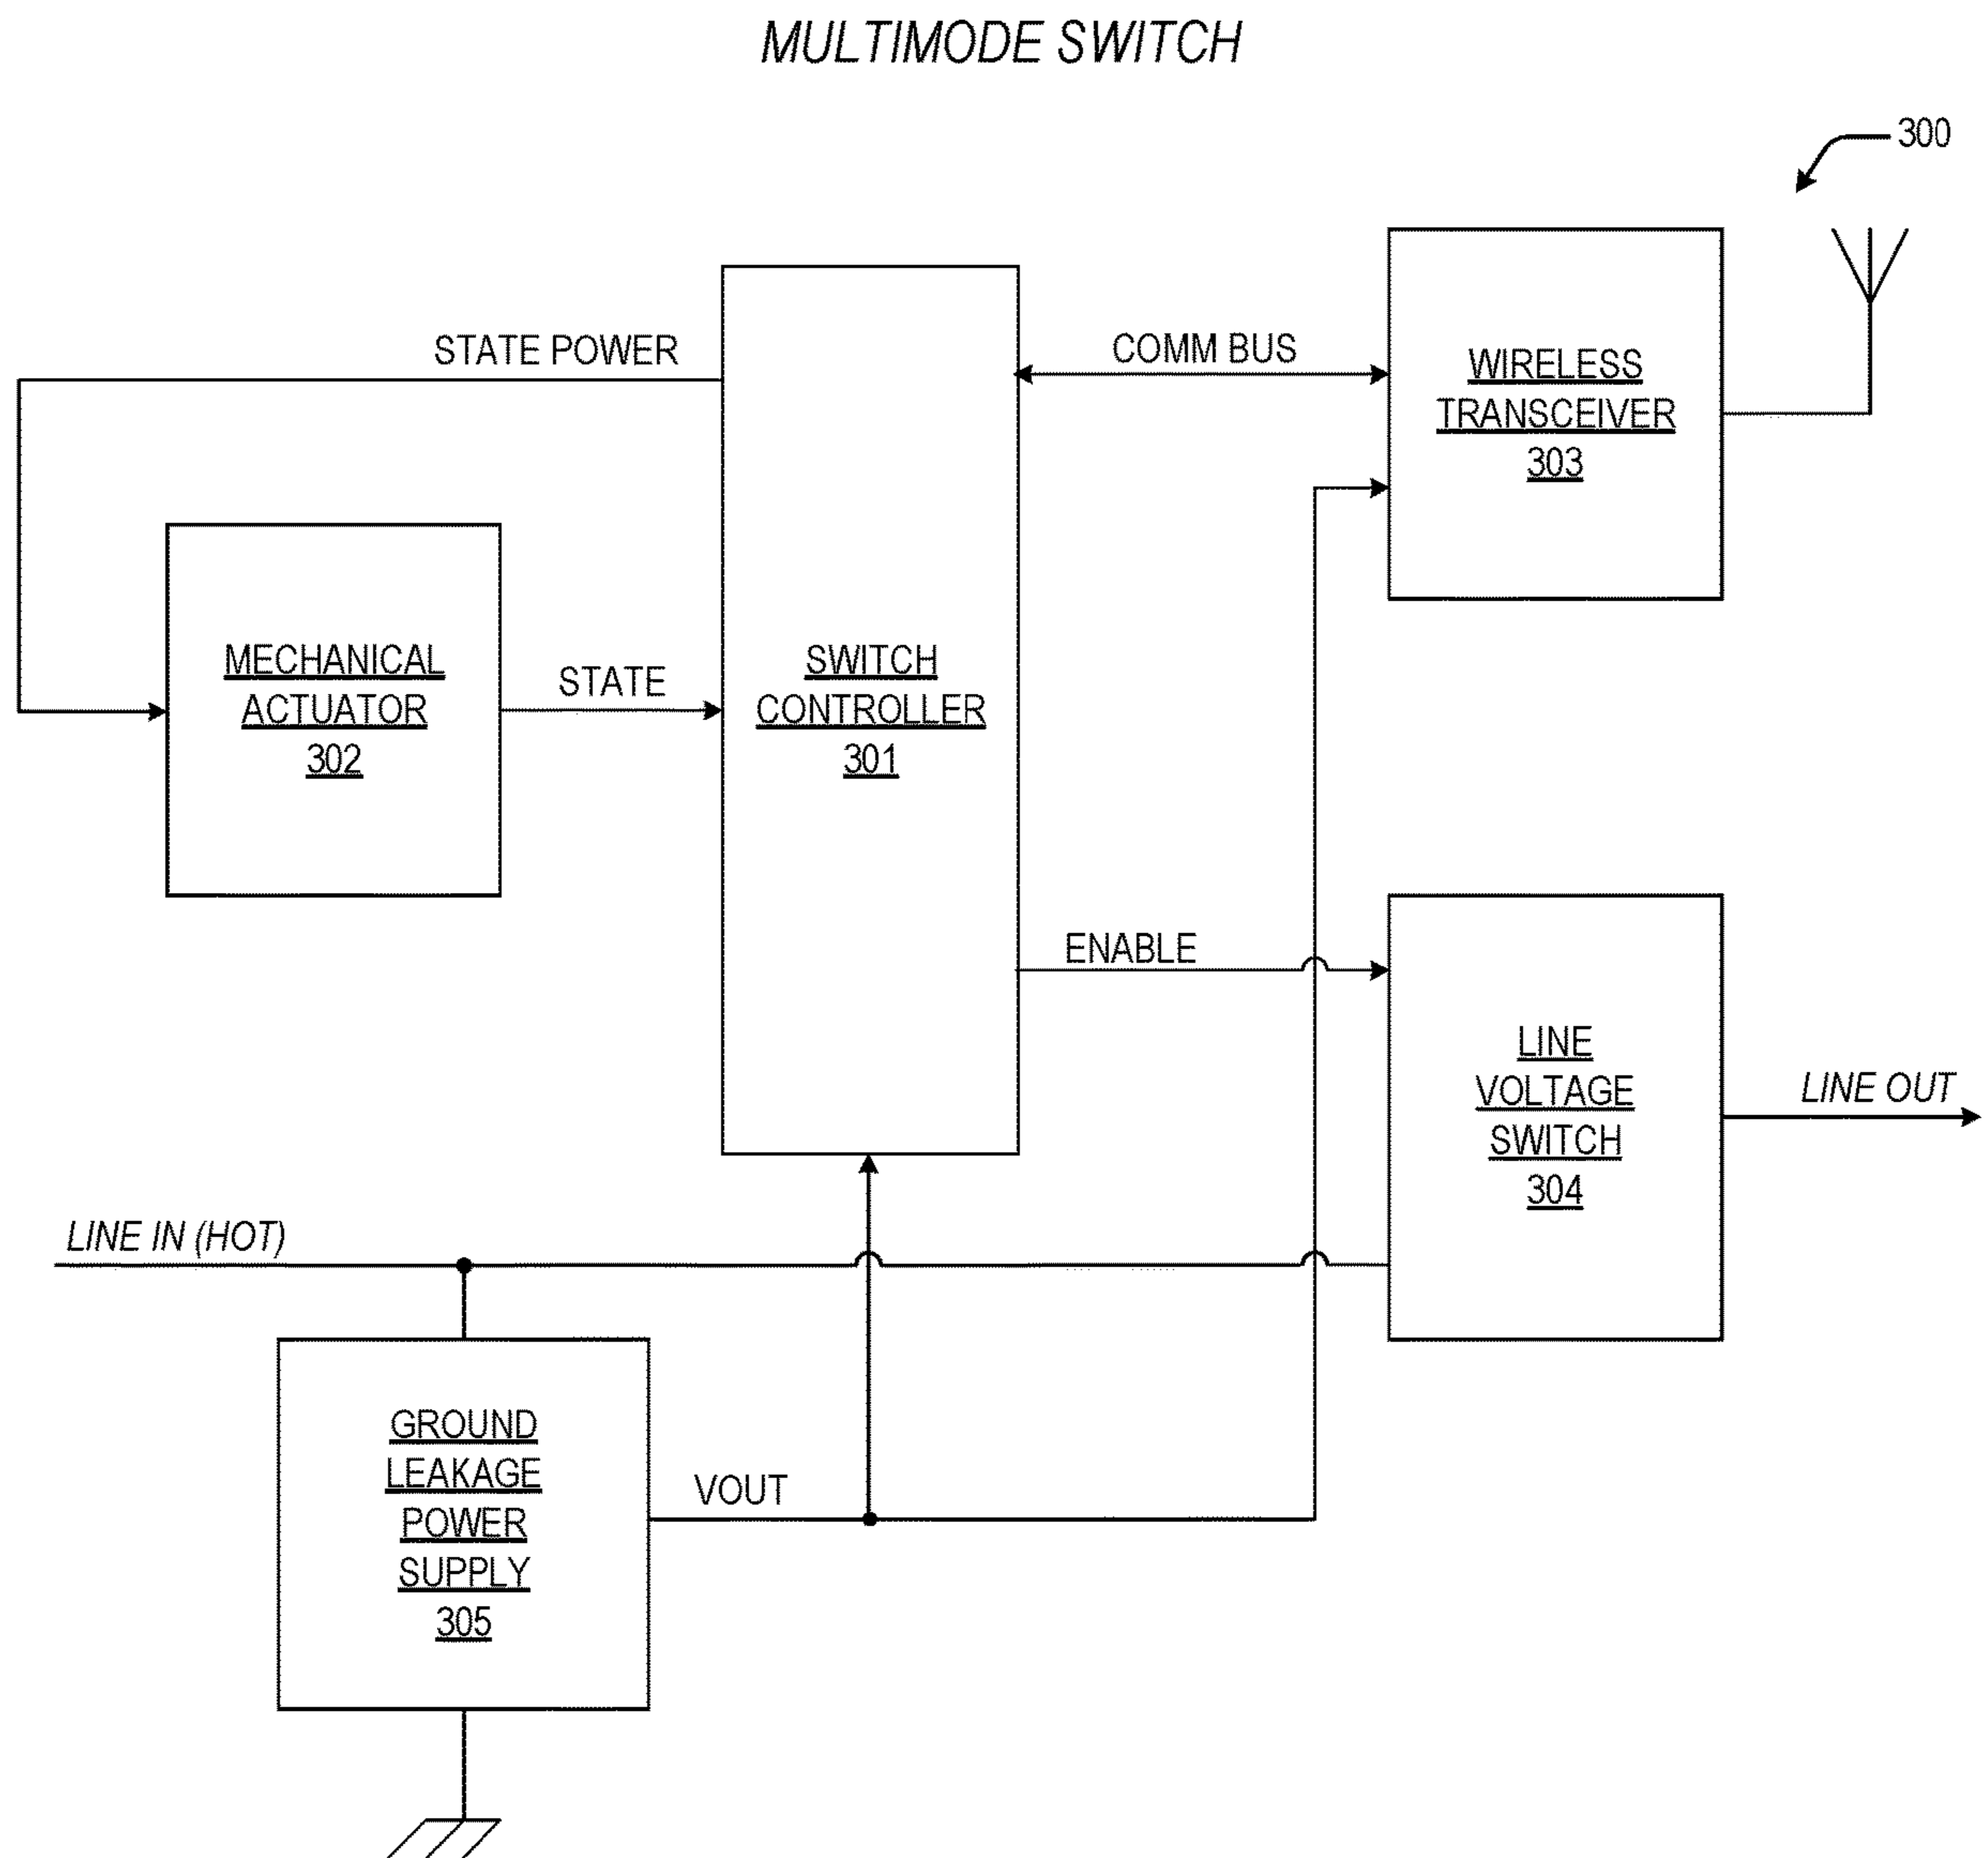 MULTIMODE SWITCH
300
STATE POWER
COMM BUS
WIRELESS
TRANSCEIVER
303
MECHANICAL
ACTUATOR
302
STATE
SWITCH
CONTROLLER
301
ENABLE
LINE
VOLTAGE
SWITCH
304
LINE OUT
LINE IN (HOT)
GROUND
LEAKAGE
POWER
SUPPLY
305
VOUT